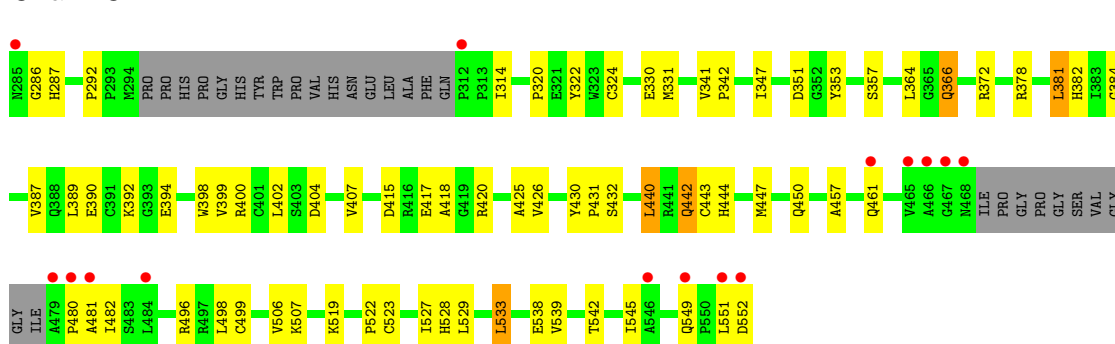 N285 G286 H287 P292 P293 M294 PRO PRO HIS PRO GLY HIS TYR TRP PRO VAL HIS ASN GLU LEU ALA PHE GLN P312 P313 I314 P320 E321 Y322 W323 C324 E330 M331 V341 P342 I347 D351 G352 Y353 S357 L364 G365 Q366 R372 R378 L381 H382 I383 C384
V387 Q388 L389 E390 C391 K392 G393 E394 W398 V399 R400 C401 L402 S403 D404 V407 D415 R416 E417 A418 G419 R420 A425 V426 Y430 P431 S432 L440 R441 Q442 C443 H444 M447 Q450 A457 Q461 V465 A466 G467 N468 ILE PRO GLY PRO GLY SER VAL GLY
GLY ILE A479 P480 A481 I482 S483 L484 R496 R497 L498 C499 V506 K507 K519 P522 C523 I527 H528 L529 L533 E538 V539 T542 I545 A546 Q549 P550 L551 D552